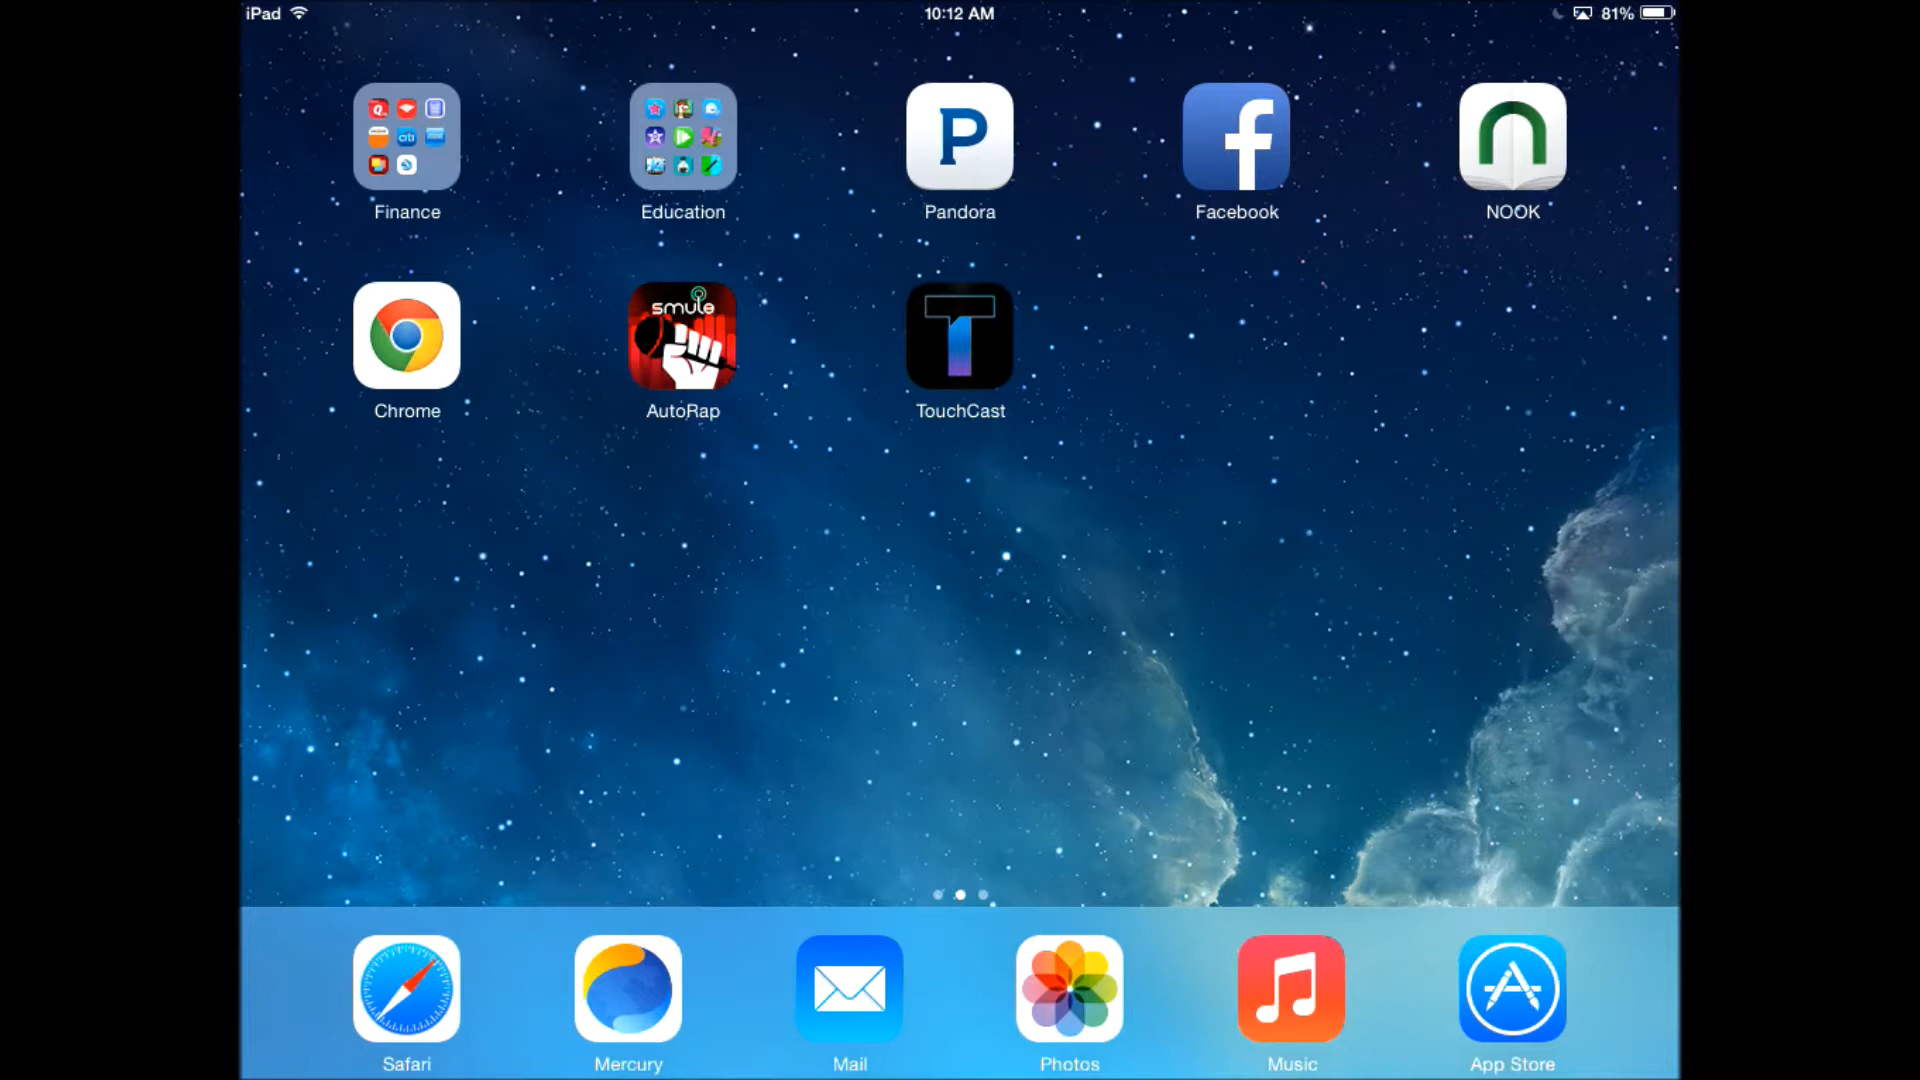 iPad 10:12 AM 81%
Finance Education Pandora Facebook NOOK
smule
Chrome AutoRap TouchCast
Safari Mercury Mail Photos Music App Store